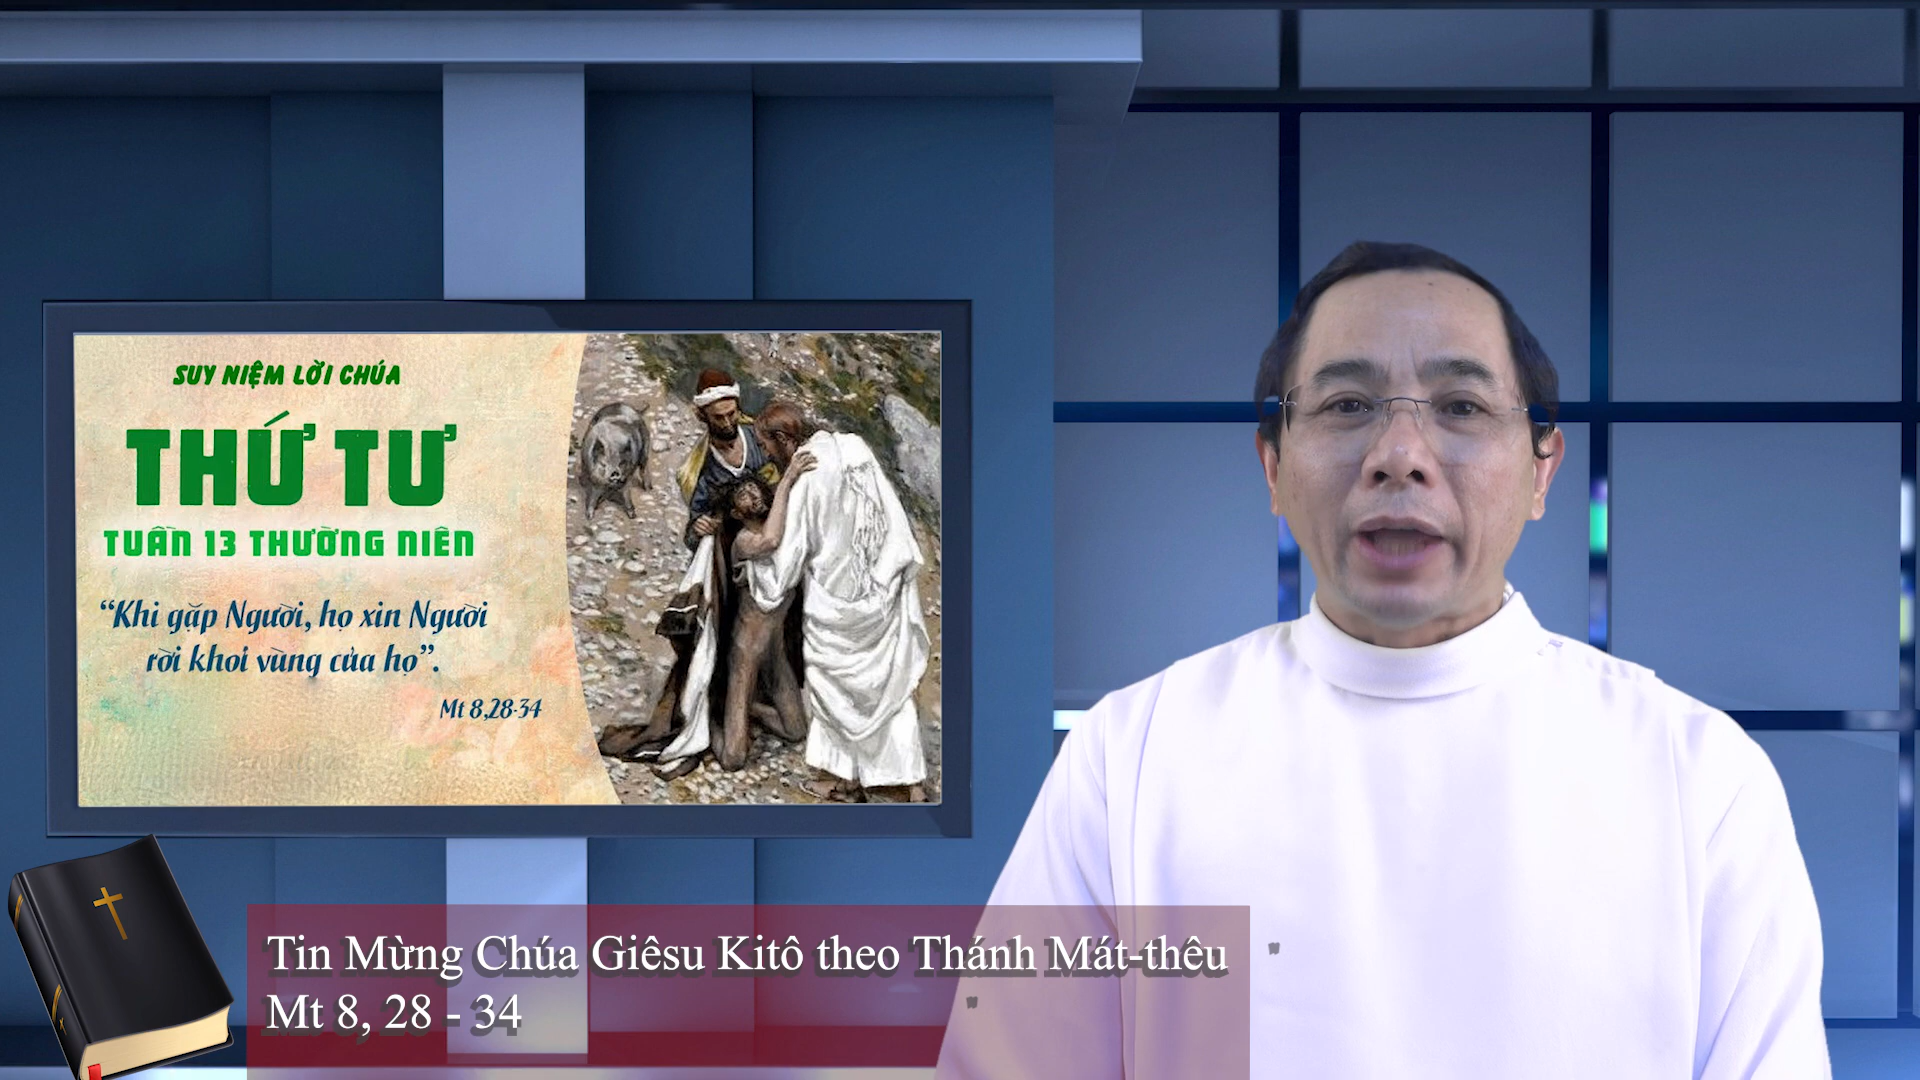 SUY NIỆM LỜI CHÚA
THỨ TƯ
TUẦN 13 THƯỜNG NIÊN
“Khi gặp Người, họ xin Người
rời khỏi vùng của họ”.
Mt 8,28-34
Tin Mừng Chúa Giêsu Kitô theo Thánh Mát-thêu
Mt 8, 28 - 34